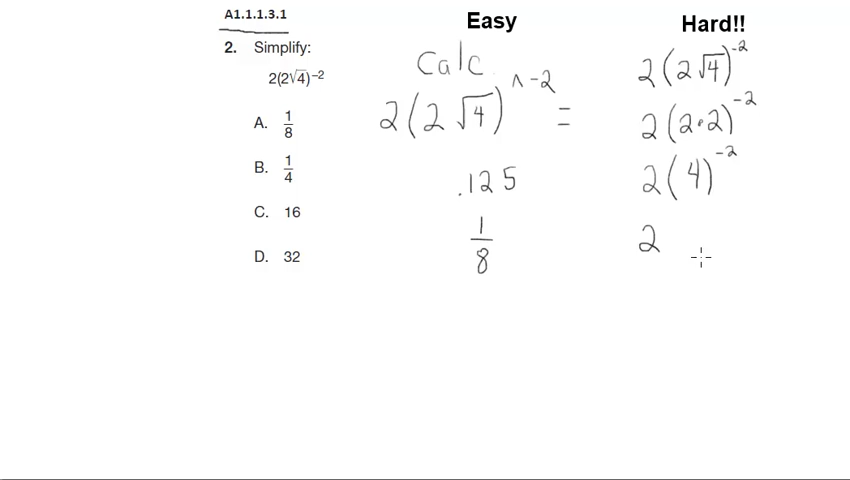 A1.1.1.3.1
Easy
Hard!!
2. Simplify:
2(2√4)⁻²
A. 1/8
B. 1/4
C. 16
D. 32
Calc.
2(2√4)^-2 =
.125
1/8
2(2√4)⁻²
2(2•2)⁻²
2(4)⁻²
2